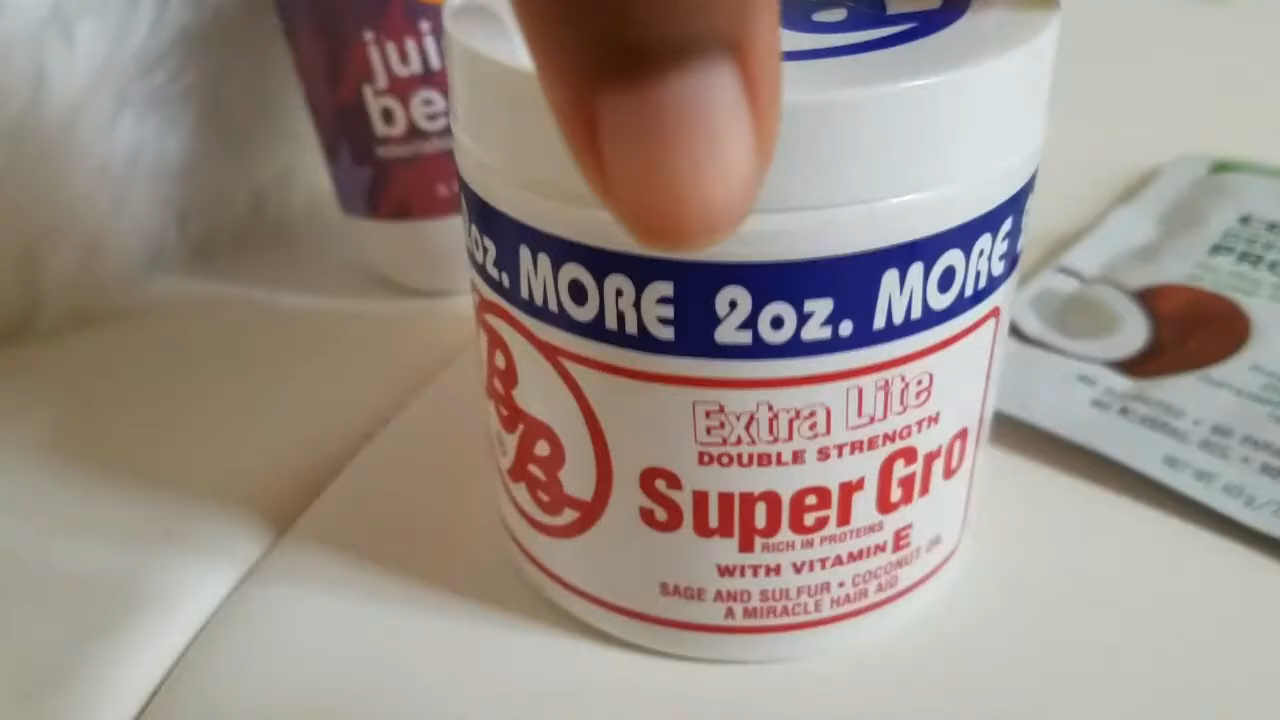 jui
be
oz. MORE 2oz. MORE
BB
Extra Lite
DOUBLE STRENGTH
Super Gro
RICH IN PROTEINS
WITH VITAMIN E
SAGE AND SULFUR • COCONUT OIL
A MIRACLE HAIR AID